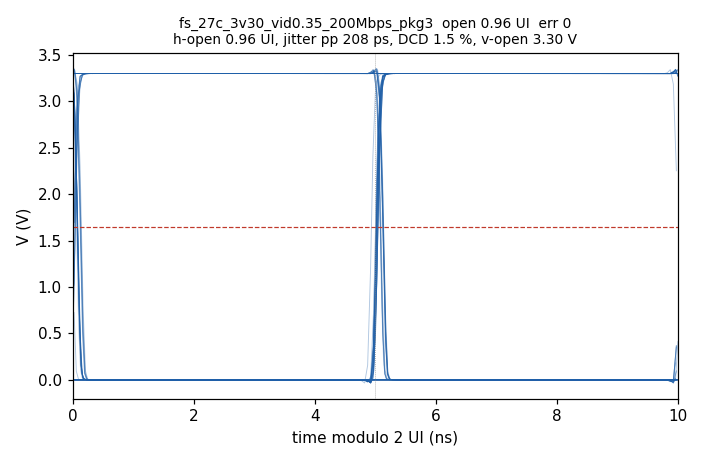 fs_27c_3v30_vid0.35_200Mbps_pkg3  open 0.96 UI  err 0
h-open 0.96 UI, jitter pp 208 ps, DCD 1.5 %, v-open 3.30 V
3.5
3.0
2.5
2.0
1.5
1.0
0.5
0.0
V (V)
0 2 4 6 8 10
time modulo 2 UI (ns)